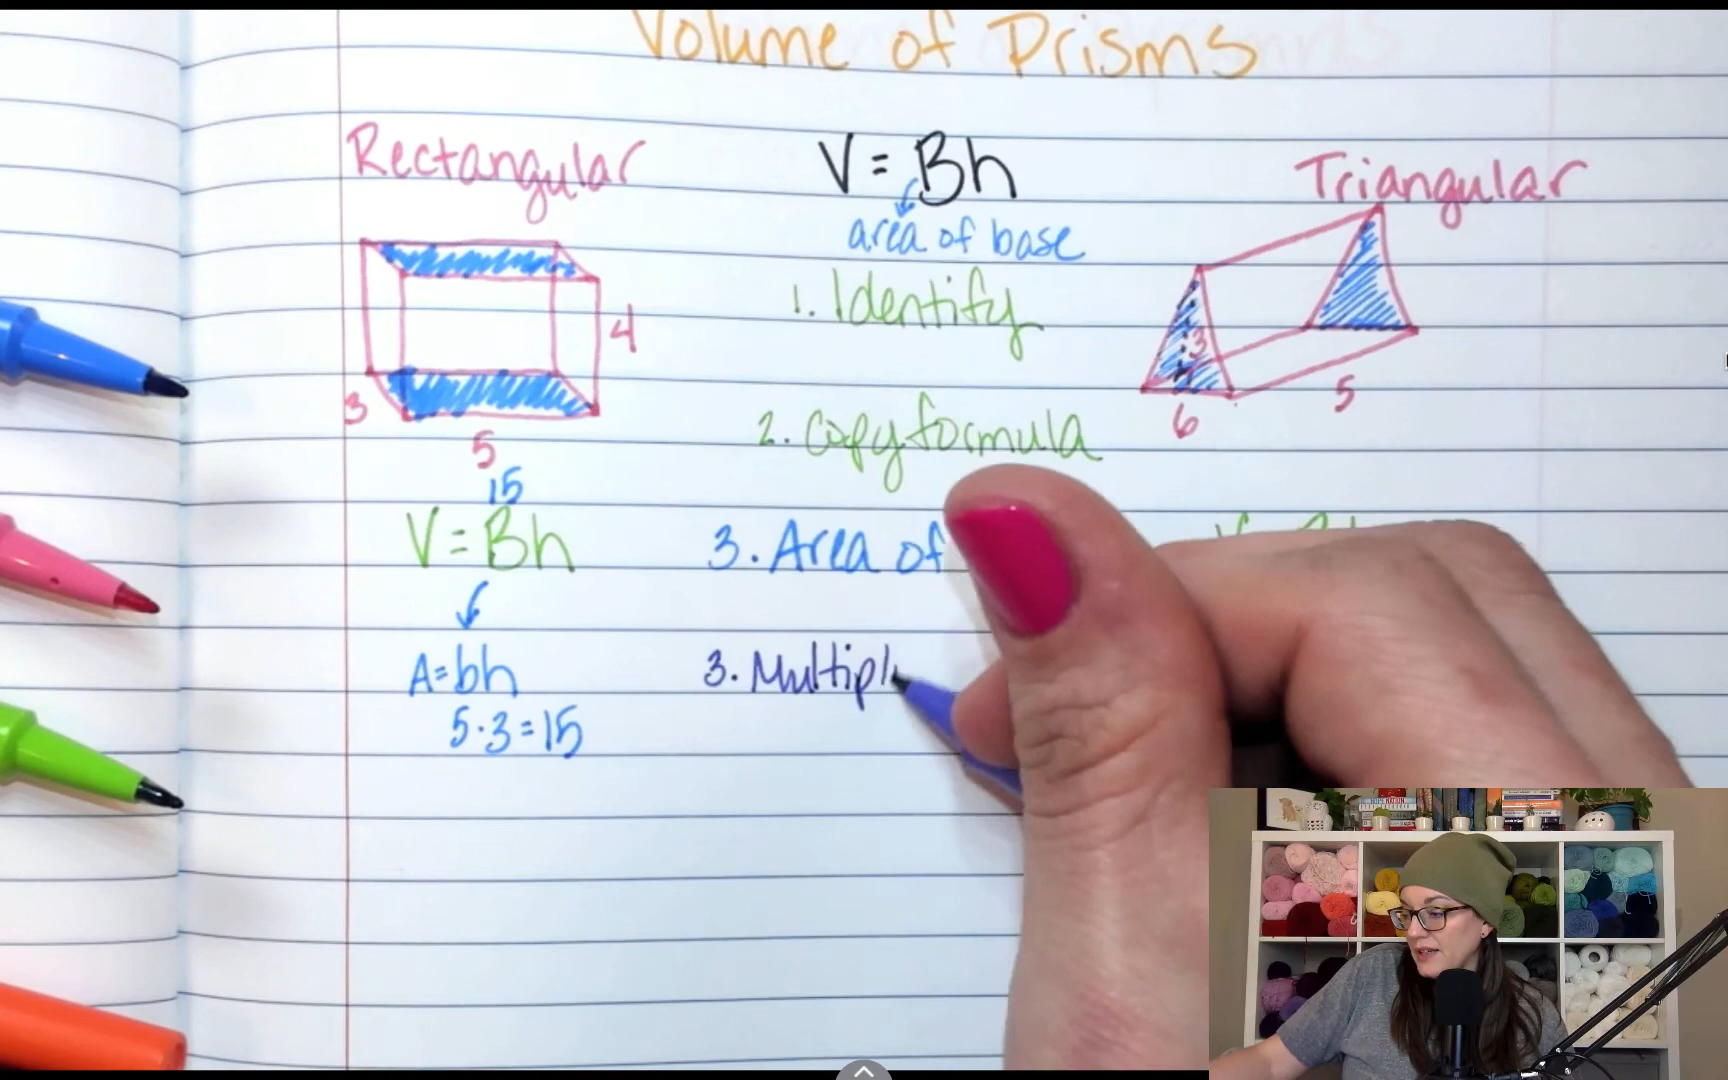 Volume of Prisms
Rectangular
V = Bh
area of base
Triangular
1. Identify
4
3
5
3
6
5
2. Copy formula
15
V = Bh
3. Area of
A = bh
3. Multipl
5 · 3 = 15